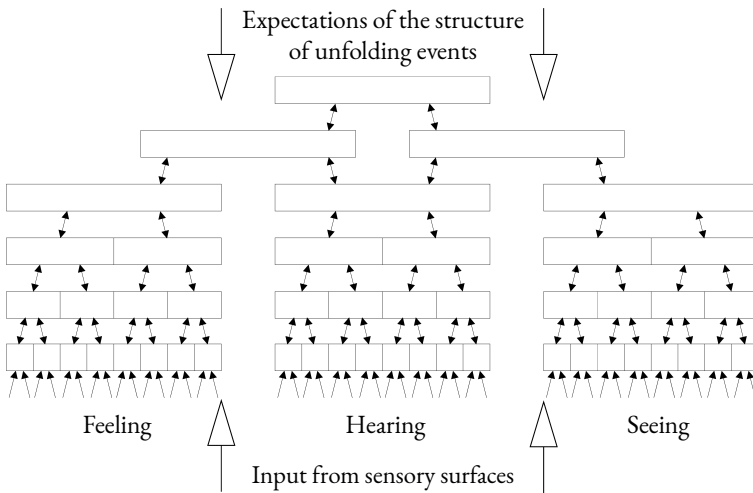 Expectations of the structure
of unfolding events
Feeling
Hearing
Seeing
Input from sensory surfaces